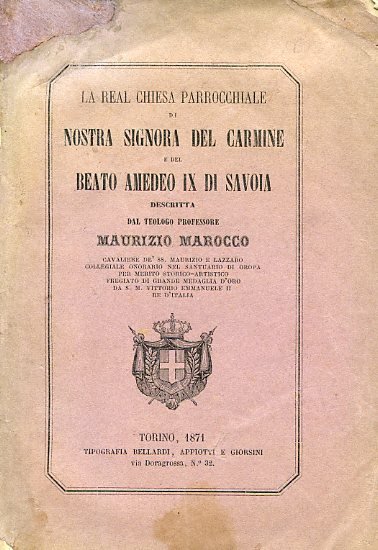 LA REAL CHIESA PARROCCHIALE
DI
NOSTRA SIGNORA DEL CARMINE
E DEL
BEATO AMEDEO IX DI SAVOIA
DESCRITTA
DAL TEOLOGO PROFESSORE
MAURIZIO MAROCCO
CAVALIERE DE' SS. MAURIZIO E LAZZARO
COLLEGIALE ONORARIO NEL SANTUARIO DI OROPA
PER MERITO STORICO-ARTISTICO
FREGIATO DI GRANDE MEDAGLIA D'ORO
DA S. M. VITTORIO EMMANUELE II
RE D'ITALIA
TORINO, 1871
TIPOGRAFIA BELLARDI, APPIOTTI E GIORSINI
via Doragrossa, N.º 32.